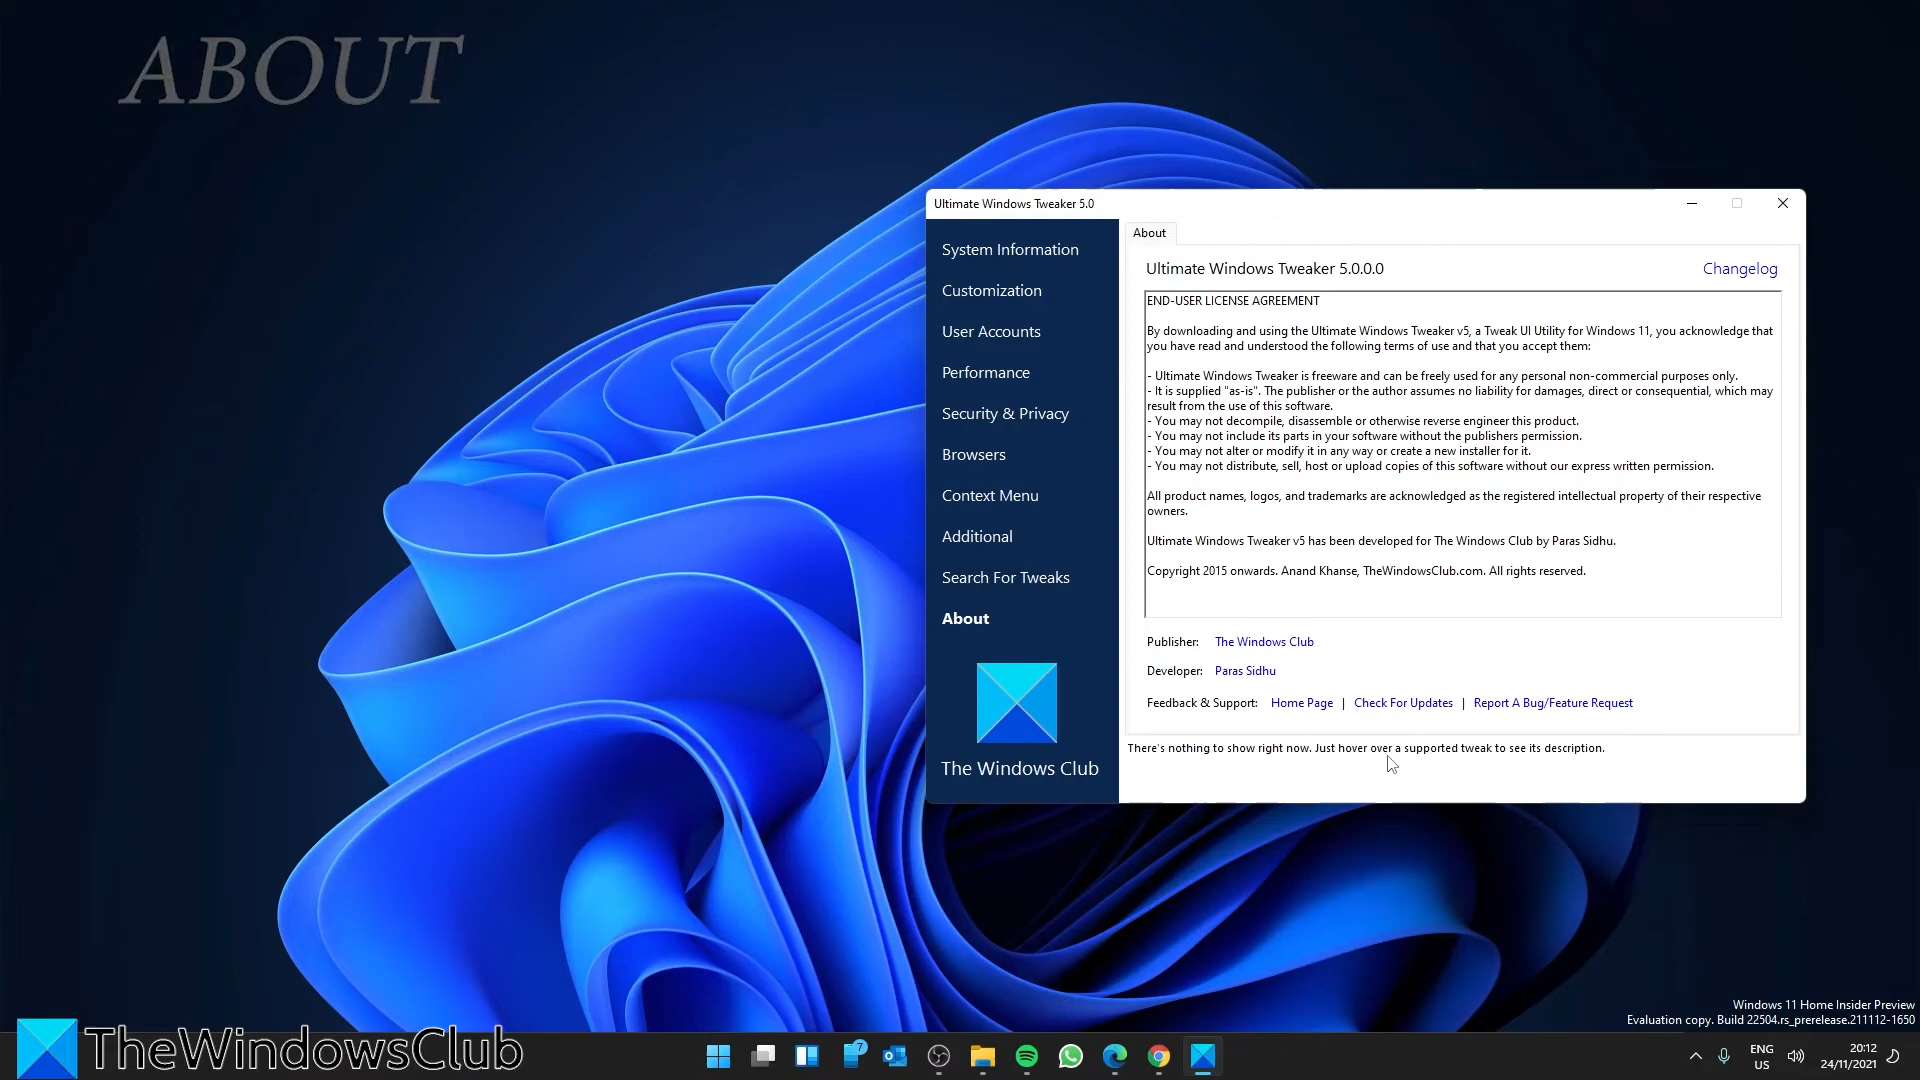 ABOUT
Ultimate Windows Tweaker 5.0
System Information
Customization
User Accounts
Performance
Security & Privacy
Browsers
Context Menu
Additional
Search For Tweaks
About
The Windows Club
About
Ultimate Windows Tweaker 5.0.0.0
Changelog
END-USER LICENSE AGREEMENT
By downloading and using the Ultimate Windows Tweaker v5, a Tweak UI Utility for Windows 11, you acknowledge that
you have read and understood the following terms of use and that you accept them:
- Ultimate Windows Tweaker is freeware and can be freely used for any personal non-commercial purposes only.
- It is supplied "as-is". The publisher or the author assumes no liability for damages, direct or consequential, which may
result from the use of this software.
- You may not decompile, disassemble or otherwise reverse engineer this product.
- You may not include its parts in your software without the publishers permission.
- You may not alter or modify it in any way or create a new installer for it.
- You may not distribute, sell, host or upload copies of this software without our express written permission.
All product names, logos, and trademarks are acknowledged as the registered intellectual property of their respective
owners.
Ultimate Windows Tweaker v5 has been developed for The Windows Club by Paras Sidhu.
Copyright 2015 onwards. Anand Khanse, TheWindowsClub.com. All rights reserved.
Publisher: The Windows Club
Developer: Paras Sidhu
Feedback & Support: Home Page | Check For Updates | Report A Bug/Feature Request
There's nothing to show right now. Just hover over a supported tweak to see its description.
Windows 11 Home Insider Preview
Evaluation copy. Build 22504.rs_prerelease.211112-1650
TheWindowsClub
7
ENG
US
20:12
24/11/2021